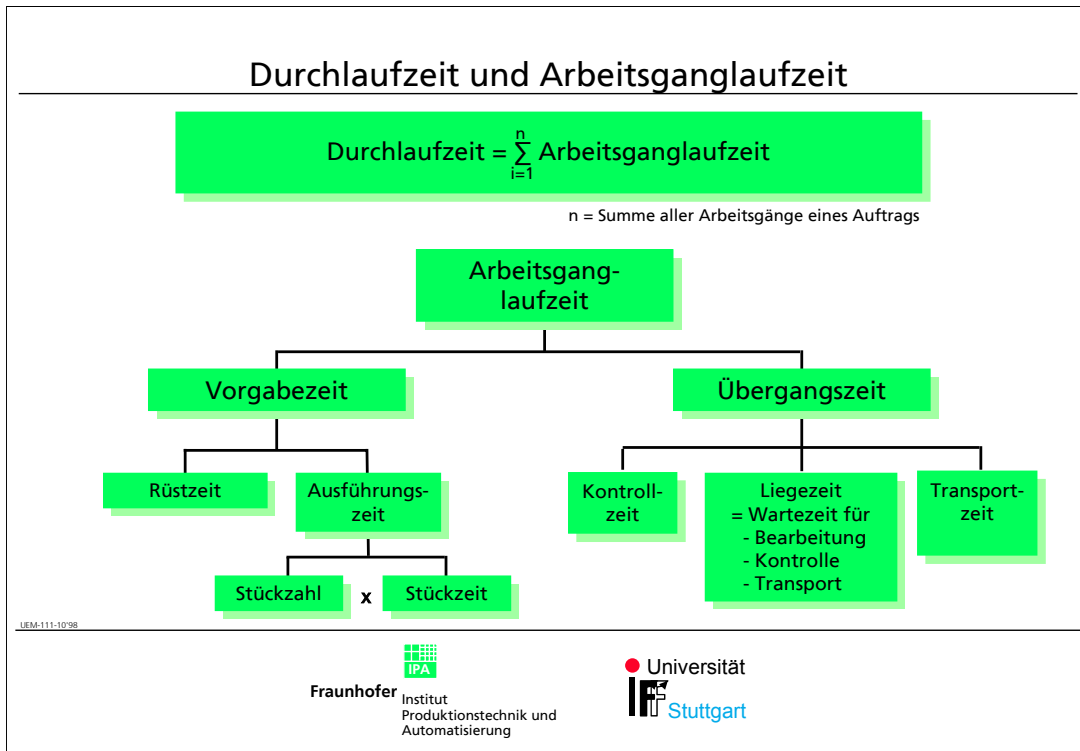 Durchlaufzeit und Arbeitsganglaufzeit
n
Durchlaufzeit = ∑ Arbeitsganglaufzeit
i=1
n = Summe aller Arbeitsgänge eines Auftrags
Arbeitsgang-
laufzeit
Vorgabezeit
Übergangszeit
Rüstzeit
Ausführungs-
zeit
Kontroll-
zeit
Liegezeit
= Wartezeit für
- Bearbeitung
- Kontrolle
- Transport
Transport-
zeit
Stückzahl x Stückzeit
UEM-111-10'98
IPA
Fraunhofer Institut
Produktionstechnik und
Automatisierung
Universität
IFF
Stuttgart